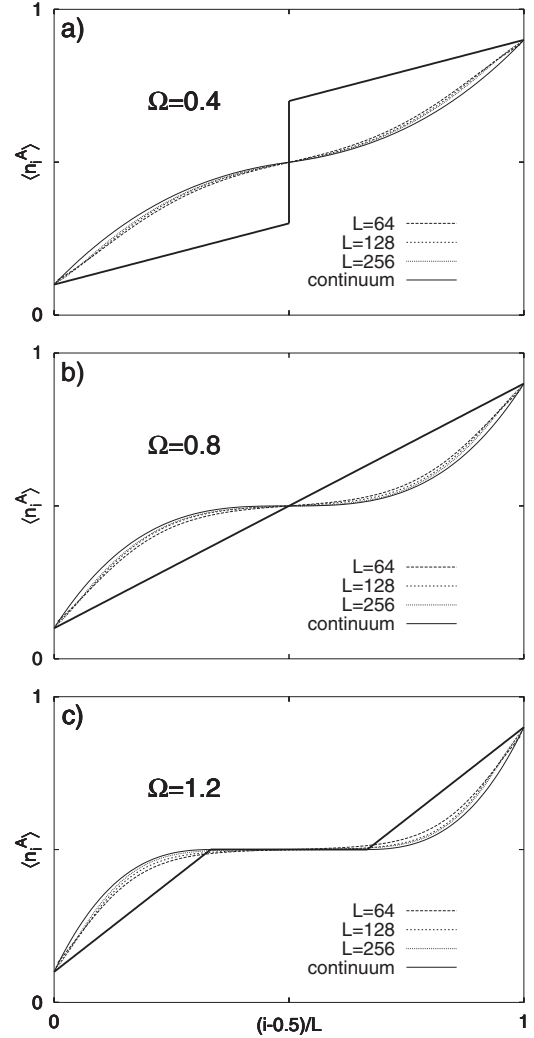 1
a)
Ω=0.4
⟨n_i^A⟩
L=64
L=128
L=256
continuum
0
1
b)
Ω=0.8
⟨n_i^A⟩
L=64
L=128
L=256
continuum
0
1
c)
Ω=1.2
⟨n_i^A⟩
L=64
L=128
L=256
continuum
0
0 (i-0.5)/L 1